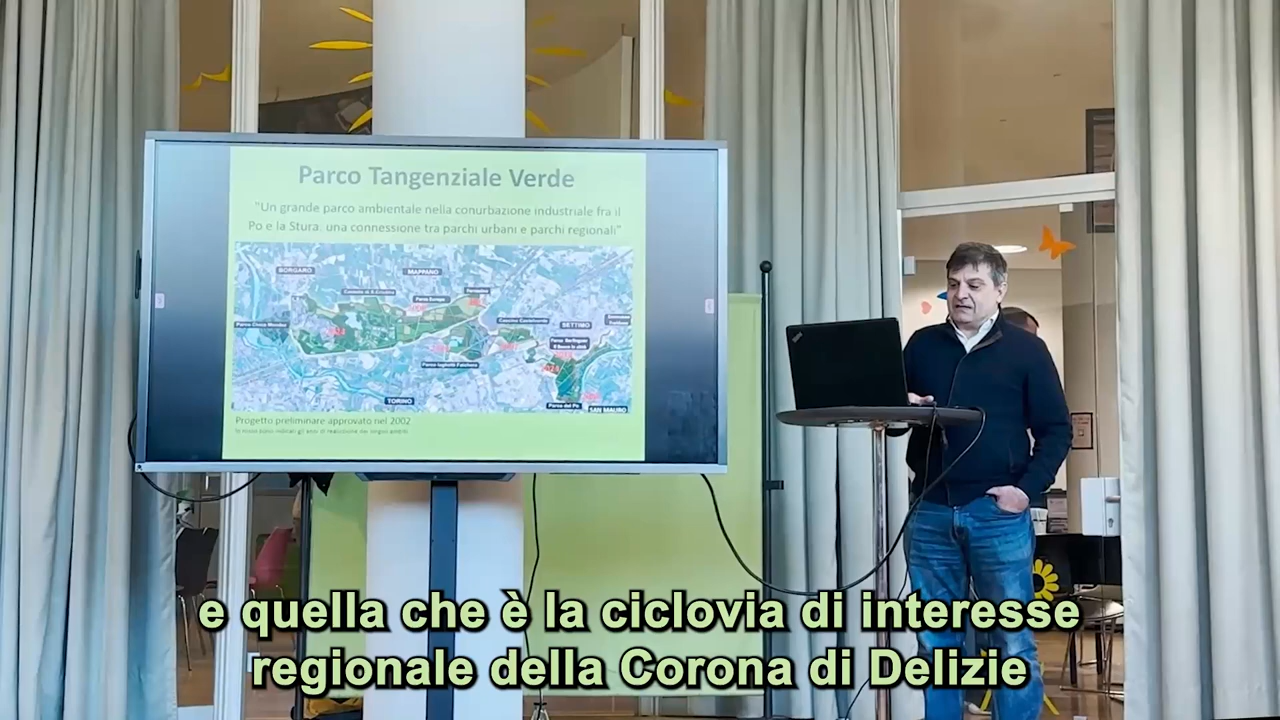 Parco Tangenziale Verde
"Un grande parco ambientale nella conurbazione industriale fra il
Po e la Stura: una connessione tra parchi urbani e parchi regionali"
BORGARO
MAPPANO
Parco Europa
SETTIMO
TORINO
Parco del Po
SAN MAURO
Progetto preliminare approvato nel 2002
e quella che è la ciclovia di interesse
regionale della Corona di Delizie